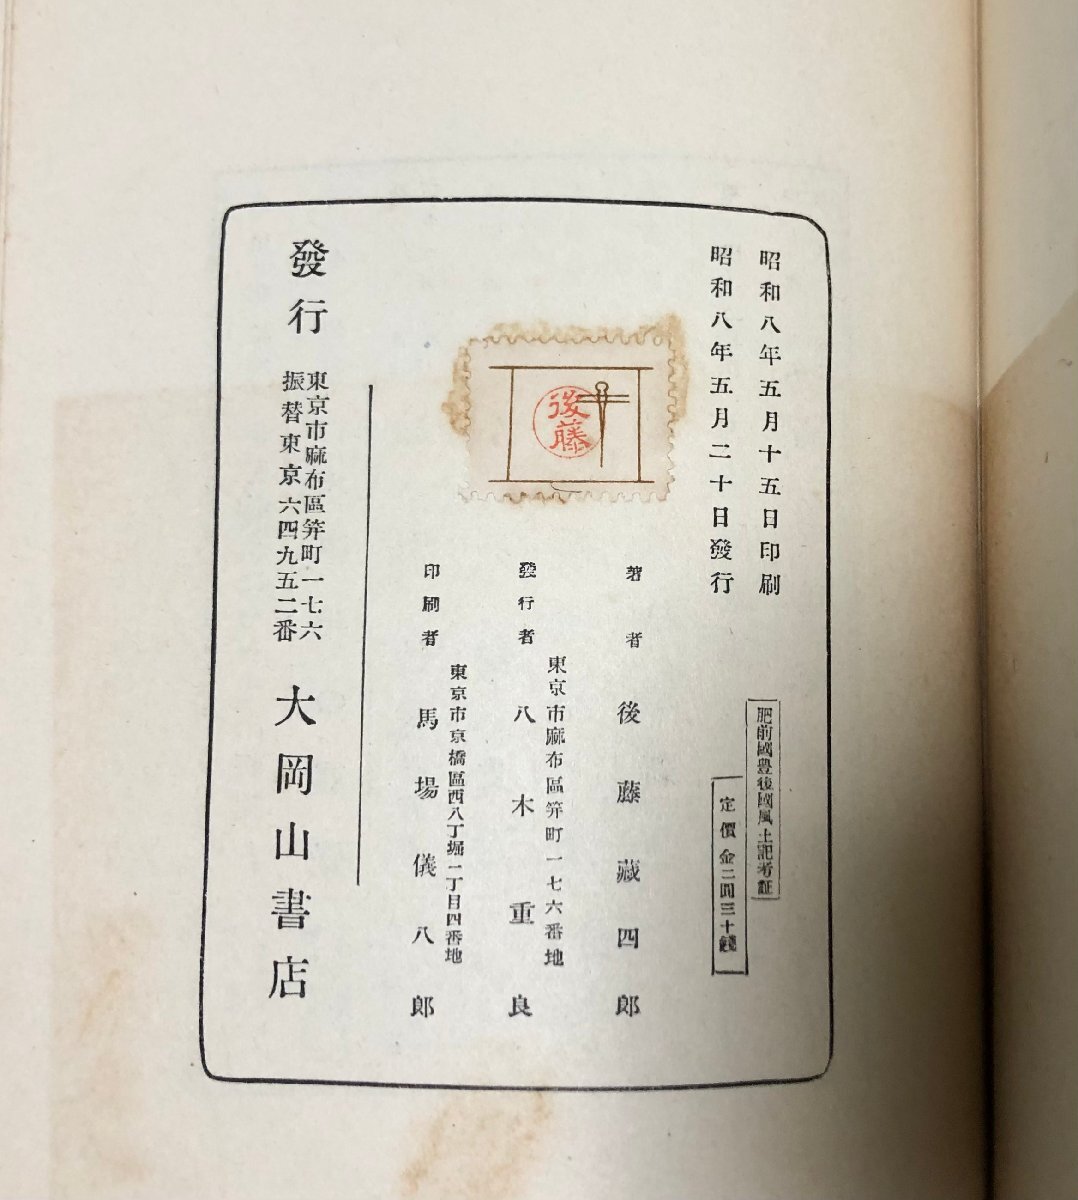 昭和八年五月十五日印刷
昭和八年五月二十日發行
肥前國豊後國風土記考証
定價金二圓三十錢
後藤
著者 後藤藏四郎
東京市麻布區笄町一七六番地
發行者 八木重良
東京市京橋區西八丁堀二丁目四番地
印刷者 馬場儀八郎
發行
東京市麻布區笄町一七六
振替東京六四九五二番
大岡山書店